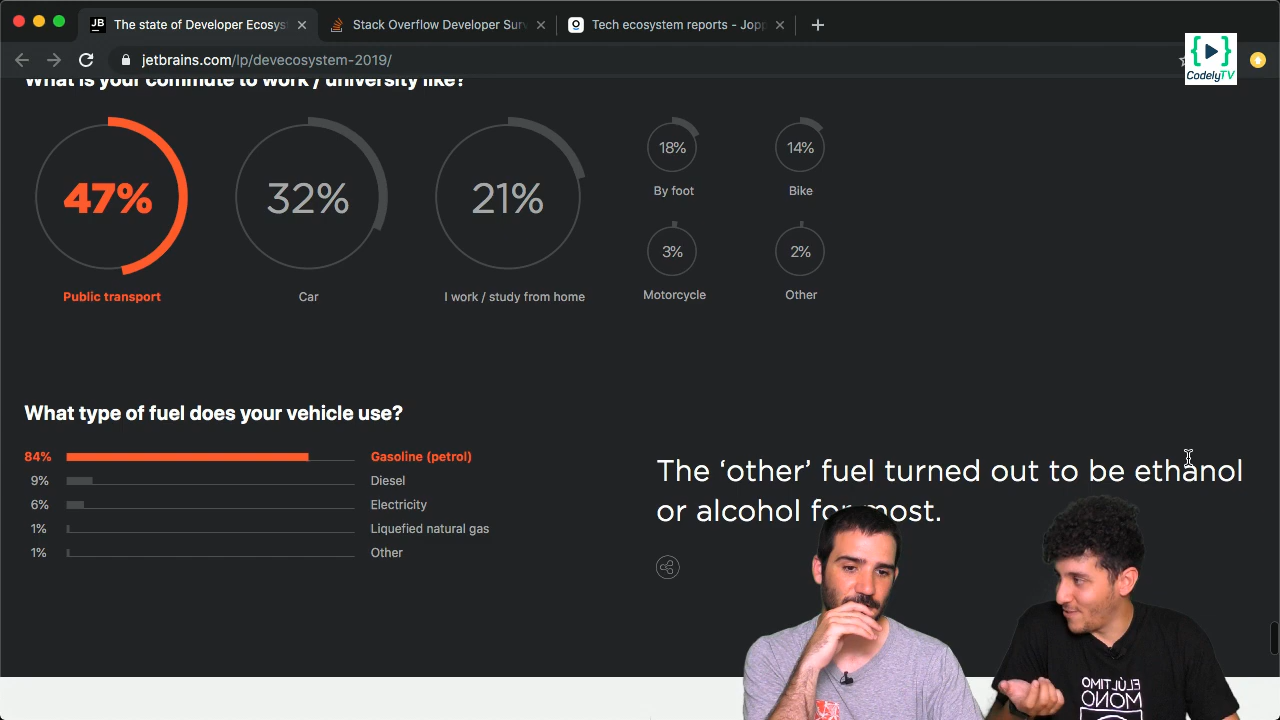 The state of Developer Ecosys
Stack Overflow Developer Surv
Tech ecosystem reports - Jopp
jetbrains.com/lp/devecosystem-2019/
CodelyTV
What is your commute to work / university like?
47%
32%
21%
18%
14%
By foot
Bike
3%
2%
Public transport
Car
I work / study from home
Motorcycle
Other
What type of fuel does your vehicle use?
84% Gasoline (petrol)
9% Diesel
6% Electricity
1% Liquefied natural gas
1% Other
The ‘other’ fuel turned out to be ethanol
or alcohol for most.
EL ÚLTIMO
MONO